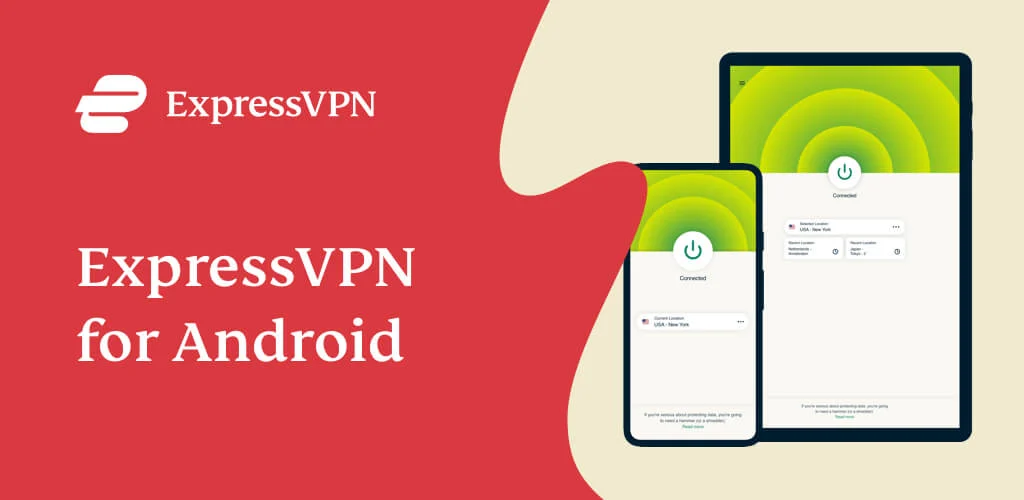 ExpressVPN
ExpressVPN
for Android
Connected
Current Location
USA - New York
If you're serious about protecting data, you're going
to need a hammer (or a shredder)
Read more
Connected
Selected Location
USA - New York
Recent Location
Netherlands -
Amsterdam
Recent Location
Japan -
Tokyo - 2
If you're serious about protecting data, you're going
to need a hammer (or a shredder)
Read more